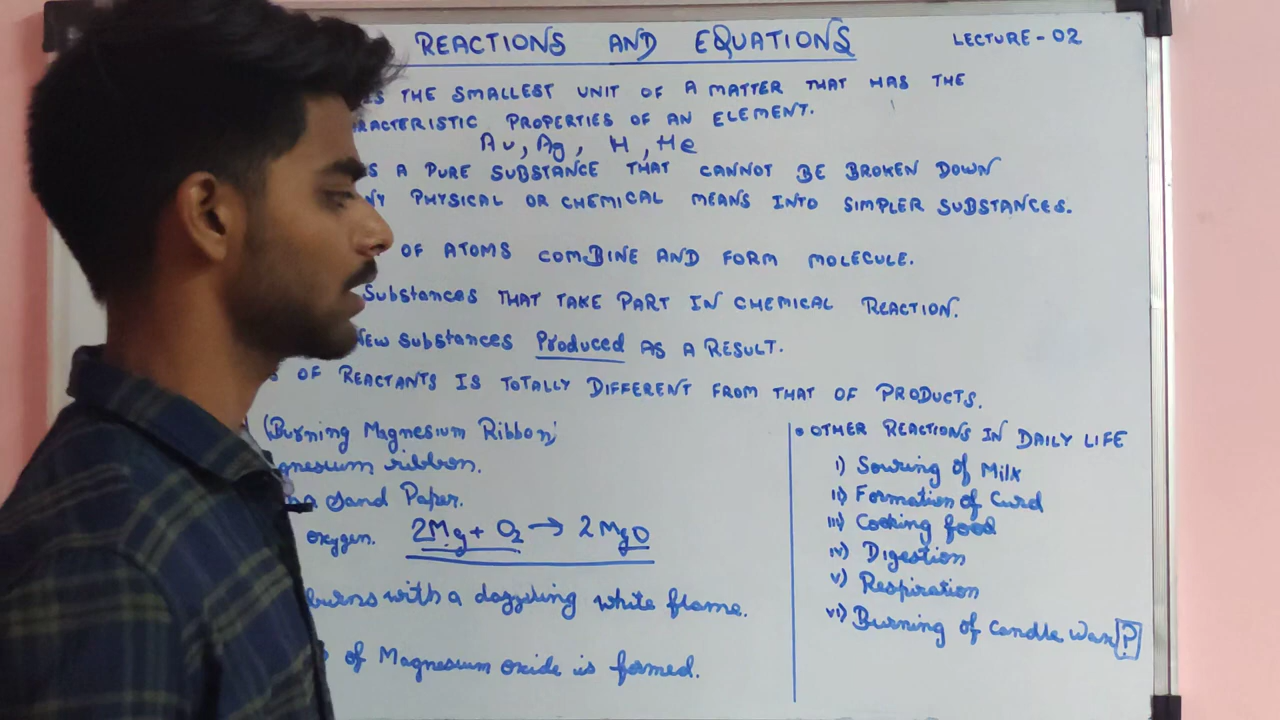 REACTIONS AND EQUATIONS
LECTURE-02
IS THE SMALLEST UNIT OF A MATTER THAT HAS THE
RACTERISTIC PROPERTIES OF AN ELEMENT.
Au, Ag, H, He
S A PURE SUBSTANCE THAT CANNOT BE BROKEN DOWN
NY PHYSICAL OR CHEMICAL MEANS INTO SIMPLER SUBSTANCES.
OF ATOMS COMBINE AND FORM MOLECULE.
Substances THAT TAKE PART IN CHEMICAL REACTION.
NEW Substances Produced AS A RESULT.
S OF REACTANTS IS TOTALLY DIFFERENT FROM THAT OF PRODUCTS.
(Burning Magnesium Ribbon)
gnesium ribbon.
Sand Paper.
oxygen. 2Mg + O₂ → 2MgO
burns with a dazzling white flame.
of Magnesium oxide is formed.
• OTHER REACTIONS IN DAILY LIFE
i) Souring of Milk
ii) Formation of Curd
iii) Cooking food
iv) Digestion
v) Respiration
vi) Burning of Candle Wax ?